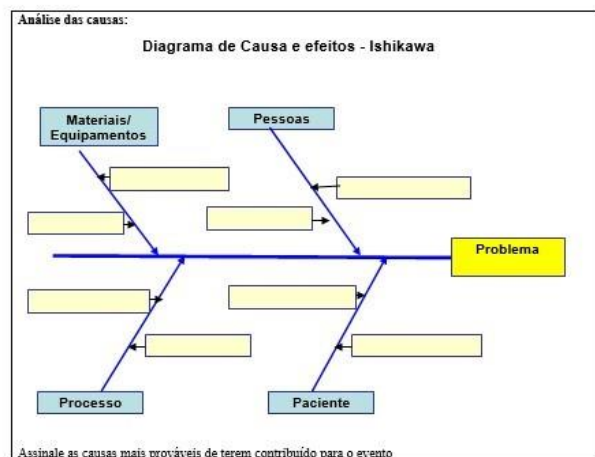 Análise das causas:
Diagrama de Causa e efeitos - Ishikawa
Materiais/
Equipamentos
Pessoas
Problema
Processo
Paciente
Assinale as causas mais prováveis de terem contribuído para o evento